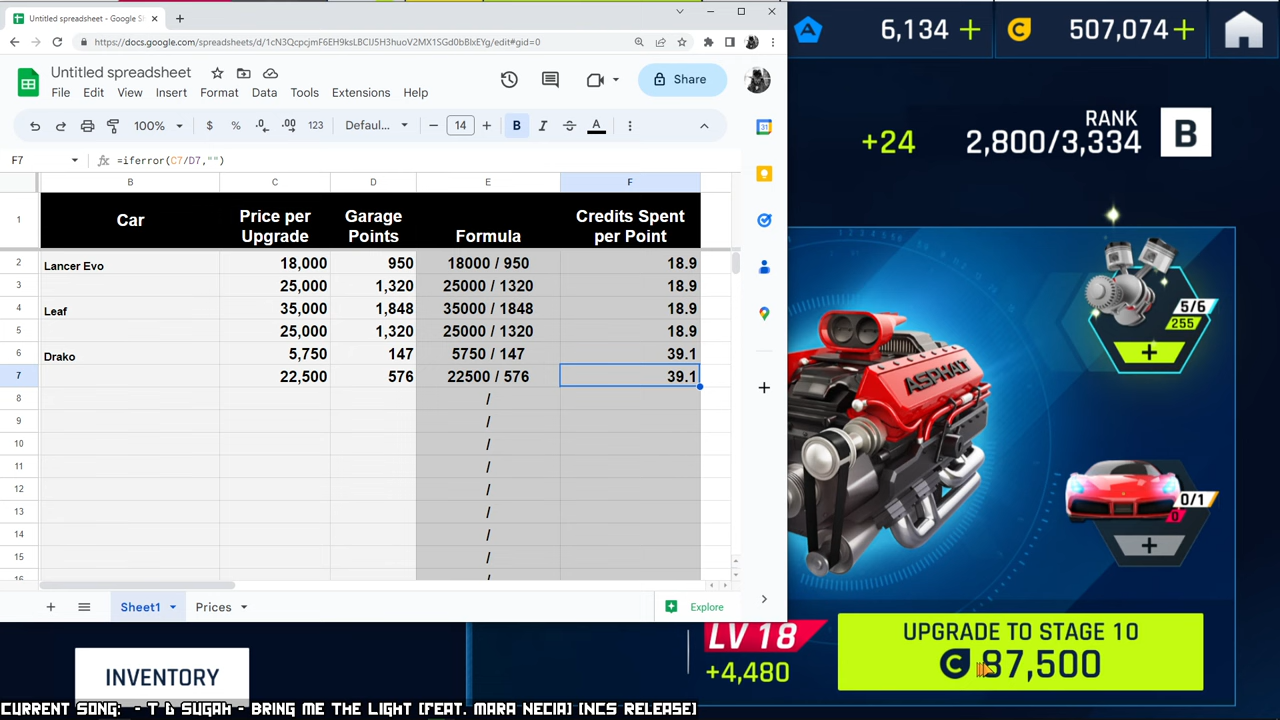 Untitled spreadsheet - Google S
https://docs.google.com/spreadsheets/d/1cN3QcpcjmF6EH9ksLBClJ5H3huoV2MX1SGd0bBlxEYg/edit#gid=0
Untitled spreadsheet
File Edit View Insert Format Data Tools Extensions Help
Share
100% $ % .0 .00 123 Defaul... 14 B I A
F7 fx =iferror(C7/D7,"")
B C D E F
1 Car Price per Upgrade Garage Points Formula Credits Spent per Point
2 Lancer Evo 18,000 950 18000 / 950 18.9
3 25,000 1,320 25000 / 1320 18.9
4 Leaf 35,000 1,848 35000 / 1848 18.9
5 25,000 1,320 25000 / 1320 18.9
6 Drako 5,750 147 5750 / 147 39.1
7 22,500 576 22500 / 576 39.1
8 /
9 /
10 /
11 /
12 /
13 /
14 /
15 /
16 /
Sheet1 Prices Explore
6,134 + 507,074 +
RANK
+24 2,800/3,334 B
ASPHALT
5/6
255
0/1
0
LV 18
+4,480
UPGRADE TO STAGE 10
87,500
INVENTORY
CURRENT SONG: - T & SUGAH - BRING ME THE LIGHT [FEAT. MARA NECIA] [NCS RELEASE]